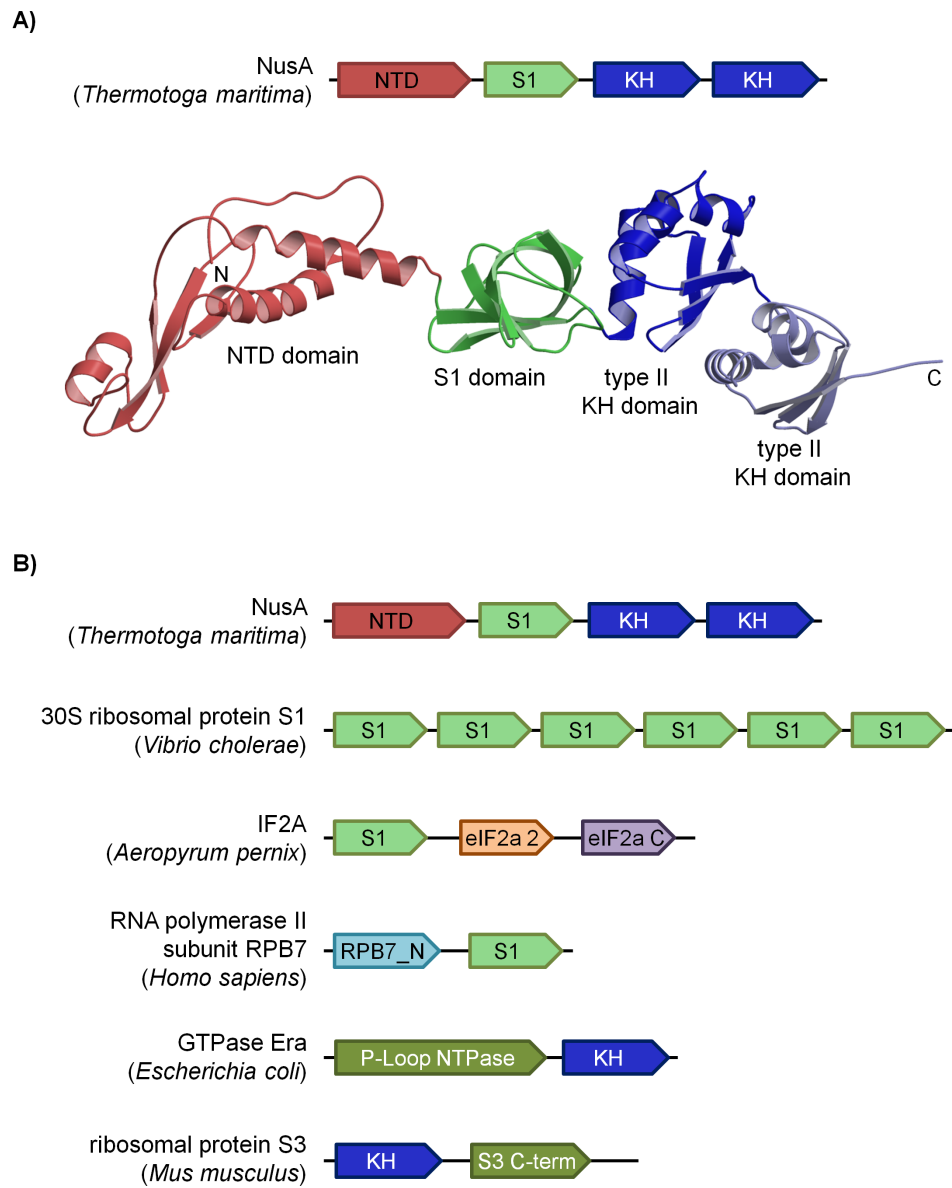 A)
NusA
(Thermotoga maritima)
NTD S1 KH KH
N
NTD domain
S1 domain
type II
KH domain
C
type II
KH domain
B)
NusA
(Thermotoga maritima)
NTD S1 KH KH
30S ribosomal protein S1
(Vibrio cholerae)
S1 S1 S1 S1 S1 S1
IF2A
(Aeropyrum pernix)
S1 eIF2a 2 eIF2a C
RNA polymerase II
subunit RPB7
(Homo sapiens)
RPB7_N S1
GTPase Era
(Escherichia coli)
P-Loop NTPase KH
ribosomal protein S3
(Mus musculus)
KH S3 C-term